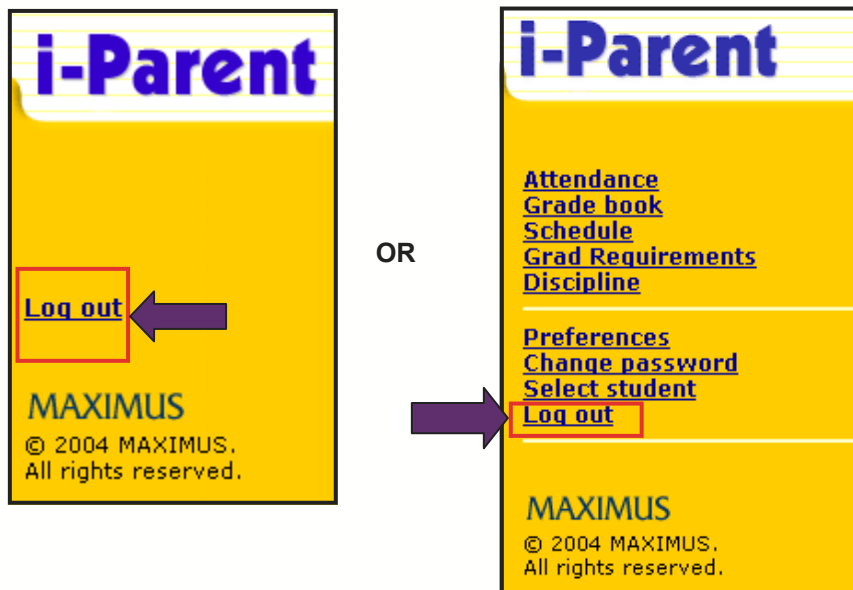 i-Parent
Log out
MAXIMUS
© 2004 MAXIMUS.
All rights reserved.
OR
i-Parent
Attendance
Grade book
Schedule
Grad Requirements
Discipline
Preferences
Change password
Select student
Log out
MAXIMUS
© 2004 MAXIMUS.
All rights reserved.